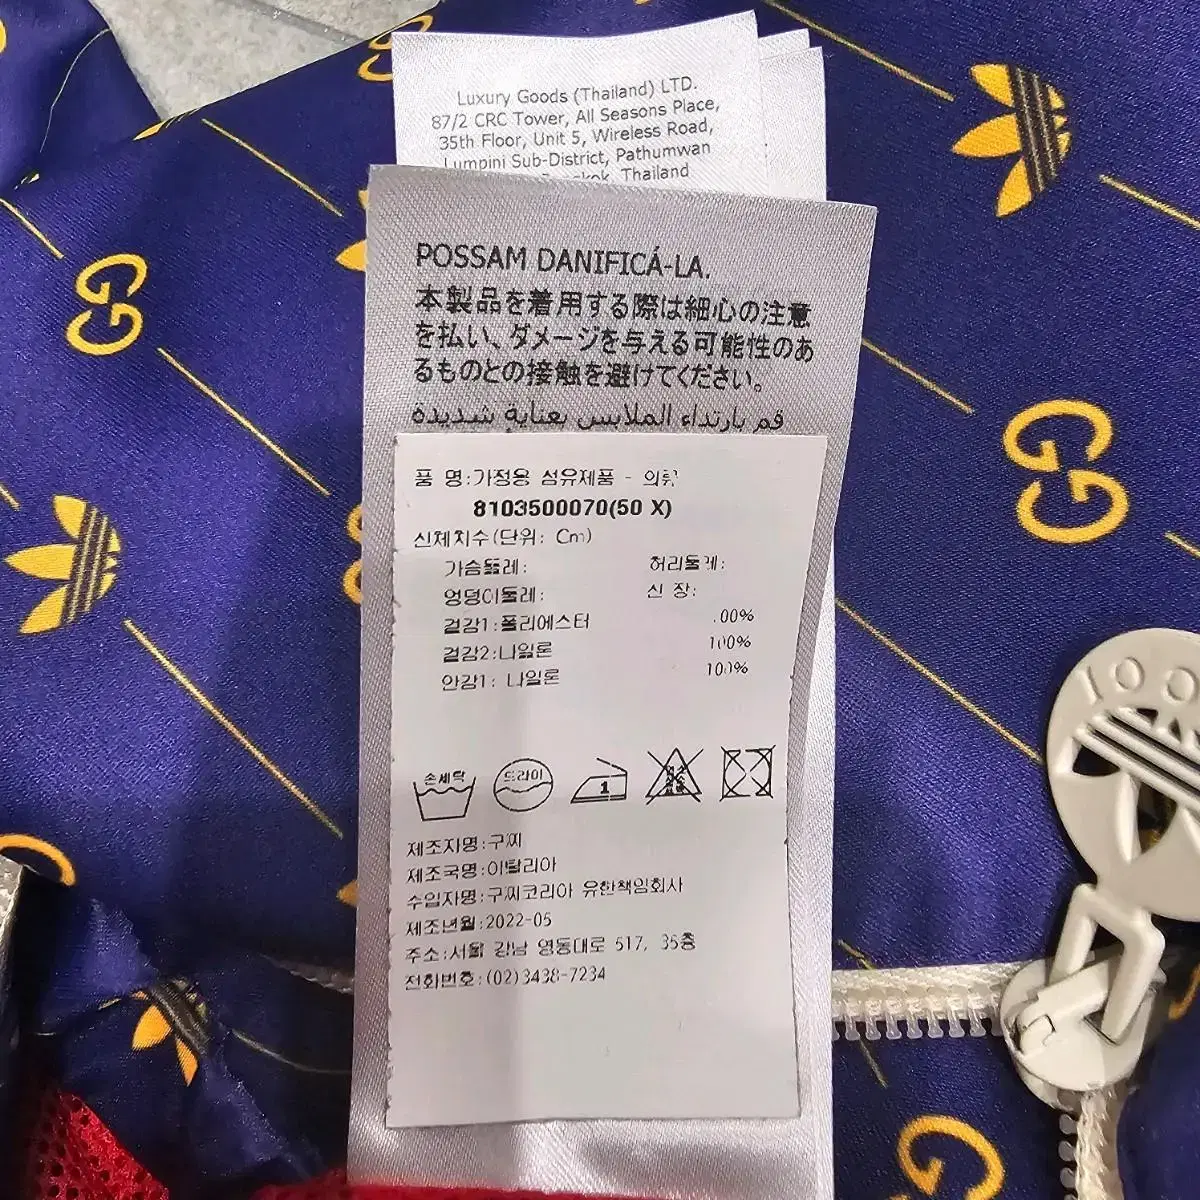 Luxury Goods (Thailand) LTD.
87/2 CRC Tower, All Seasons Place,
35th Floor, Unit 5, Wireless Road,
Lumpini Sub-District, Pathumwan
Thailand
POSSAM DANIFICÁ-LA.
本製品を着用する際は細心の注意
を払い、ダメージを与える可能性のあ
るものとの接触を避けてください。
قم بارتداء الملابس بعناية شديدة
품 명:가정용 섬유제품 - 의류
8103500070(50 X)
신체치수(단위: Cm)
가슴둘레: 허리둘레:
엉덩이둘레: 신 장:
겉감1:폴리에스터 .00%
겉감2:나일론 100%
안감1: 나일론 100%
손세탁 드라이 1
제조자명:구찌
제조국명:이탈리아
수입자명:구찌코리아 유한책임회사
제조년월:2022-05
주소:서울 강남 영동대로 517, 35층
전화번호:(02)3438-7234
100